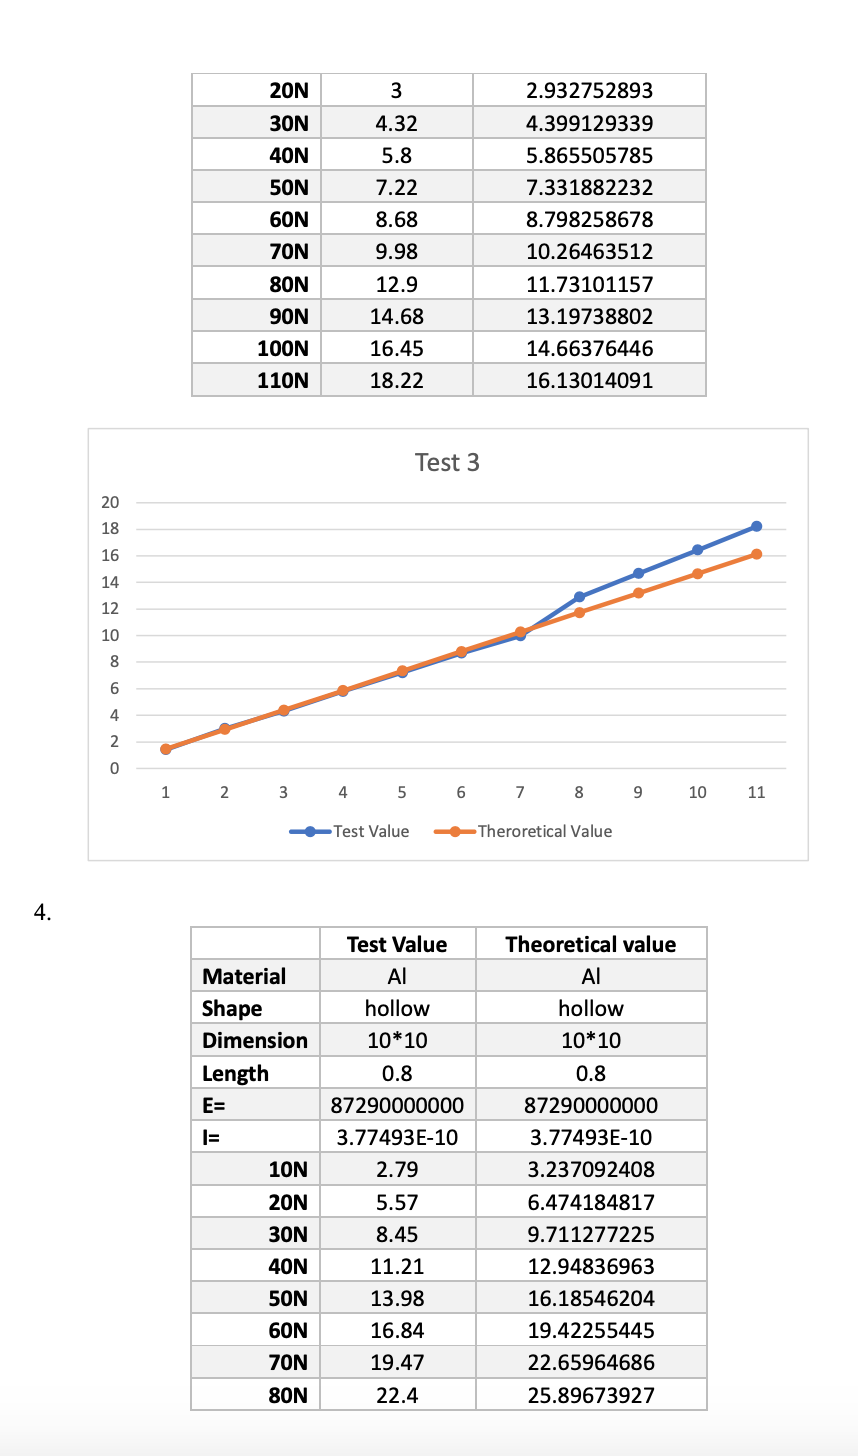 20N 3 2.932752893
30N 4.32 4.399129339
40N 5.8 5.865505785
50N 7.22 7.331882232
60N 8.68 8.798258678
70N 9.98 10.26463512
80N 12.9 11.73101157
90N 14.68 13.19738802
100N 16.45 14.66376446
110N 18.22 16.13014091
Test 3
20
18
16
14
12
10
8
6
4
2
0
1 2 3 4 5 6 7 8 9 10 11
Test Value Theroretical Value
4.
Test Value Theoretical value
Material Al Al
Shape hollow hollow
Dimension 10*10 10*10
Length 0.8 0.8
E= 87290000000 87290000000
I= 3.77493E-10 3.77493E-10
10N 2.79 3.237092408
20N 5.57 6.474184817
30N 8.45 9.711277225
40N 11.21 12.94836963
50N 13.98 16.18546204
60N 16.84 19.42255445
70N 19.47 22.65964686
80N 22.4 25.89673927